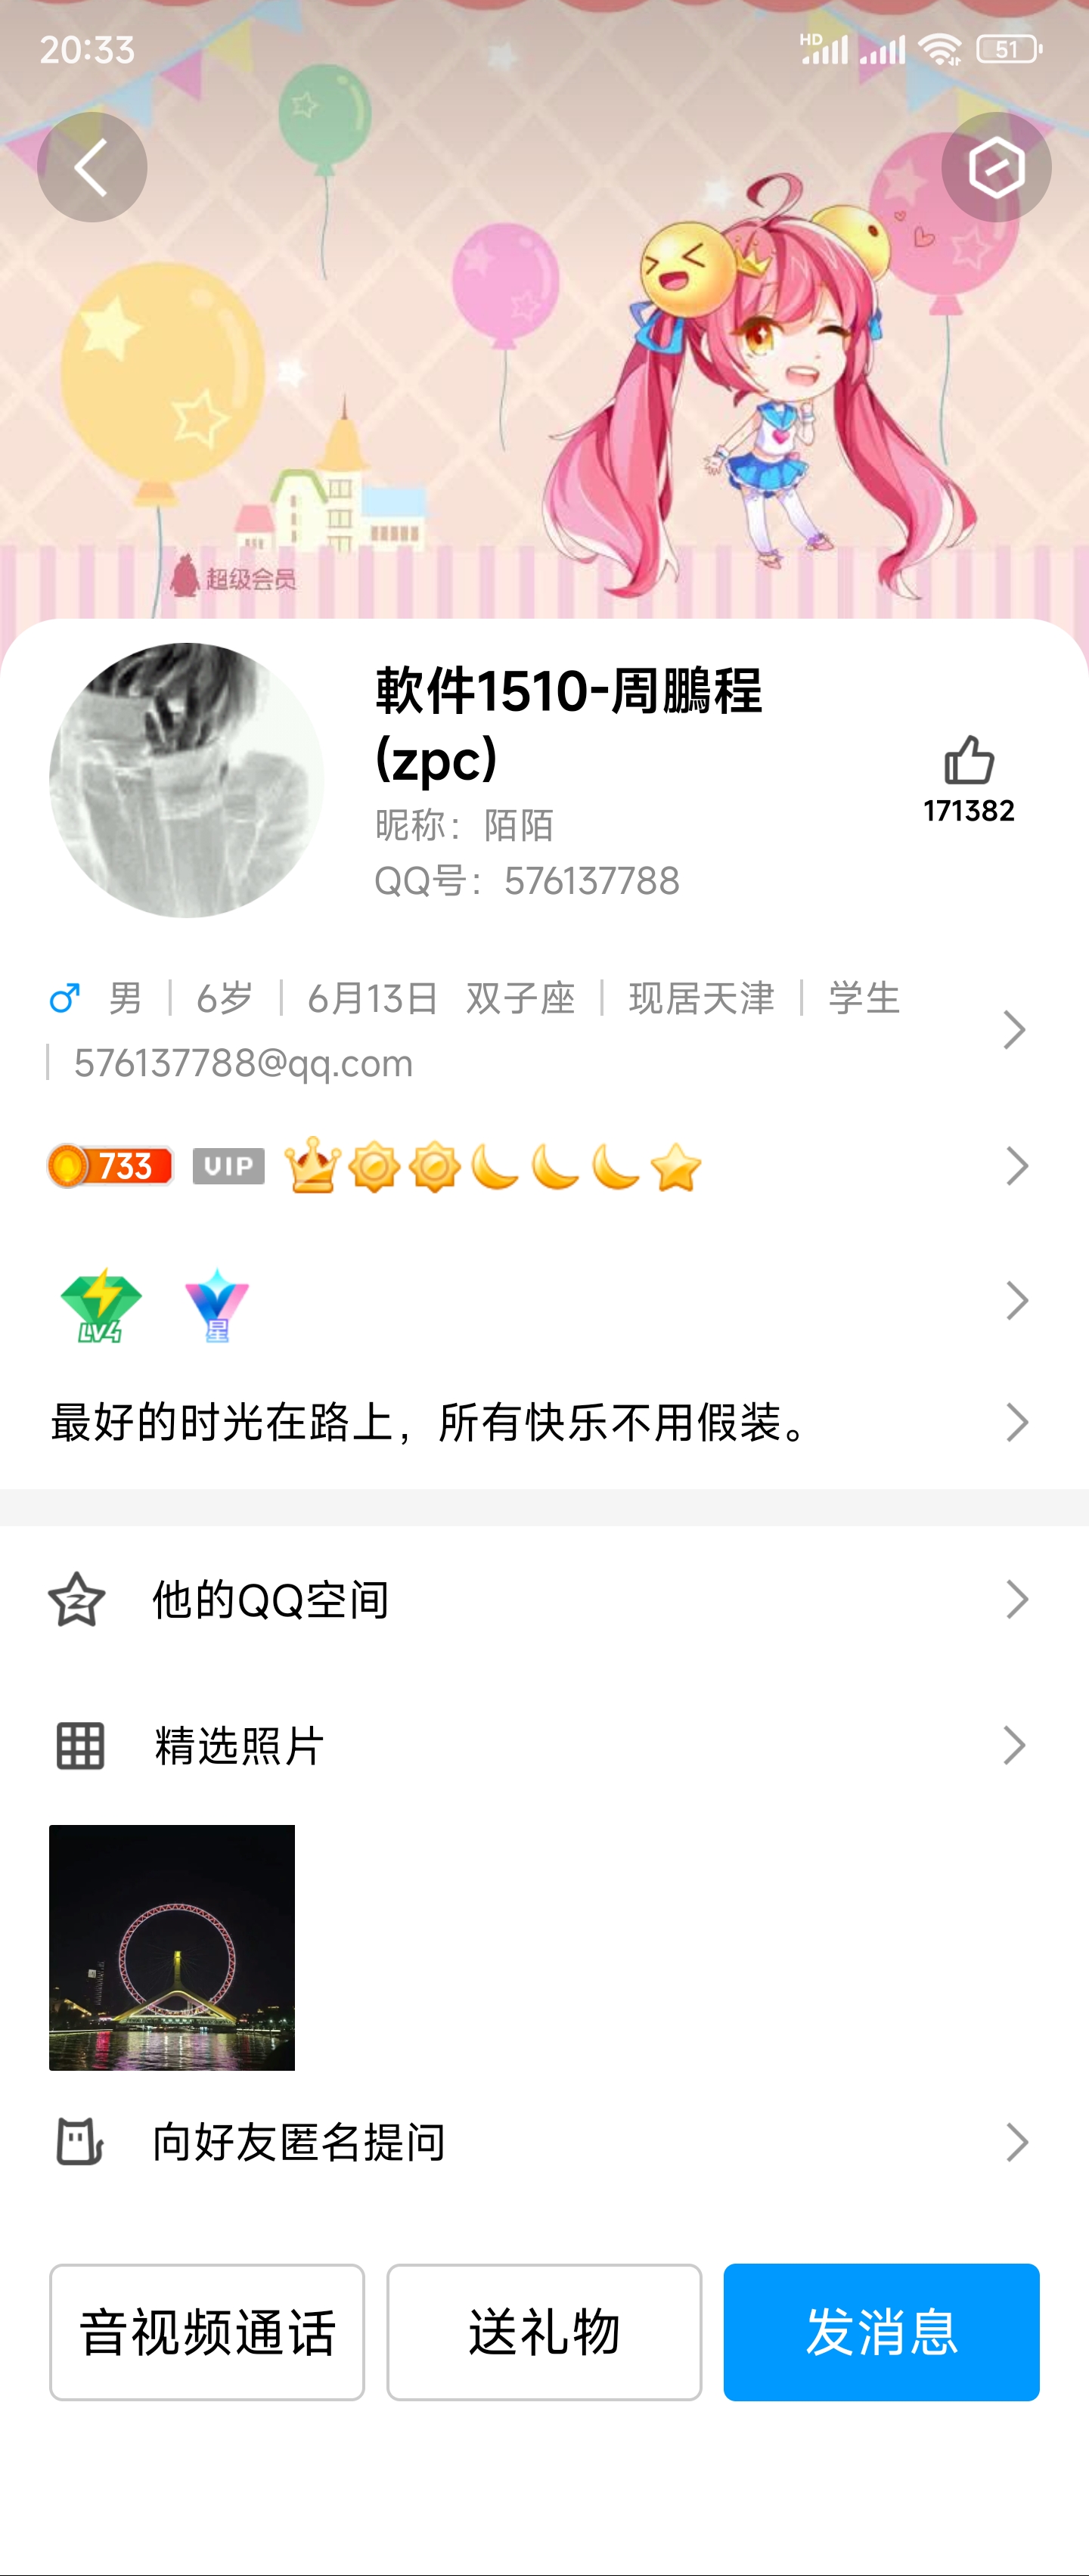 20:33
HD
51
超级会员
軟件1510-周鵬程
(zpc)
171382
昵称：陌陌
QQ号：576137788
男 | 6岁 | 6月13日 双子座 | 现居天津 | 学生
| 576137788@qq.com
733 VIP
LV4 星
最好的时光在路上，所有快乐不用假装。
他的QQ空间
精选照片
向好友匿名提问
音视频通话 送礼物 发消息